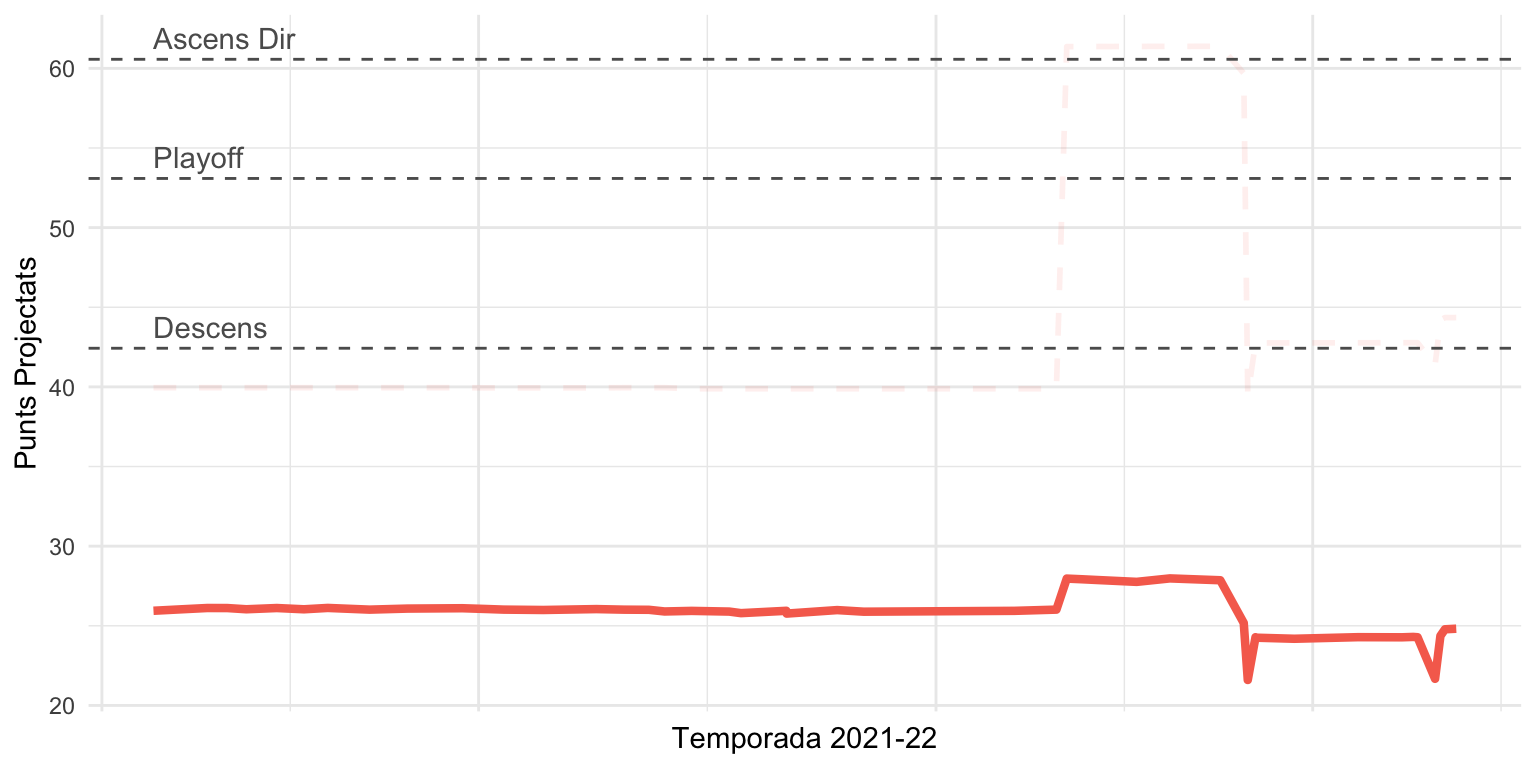 Ascens Dir
60
Playoff
50
Descens
40
30
20
Punts Projectats
Temporada 2021-22